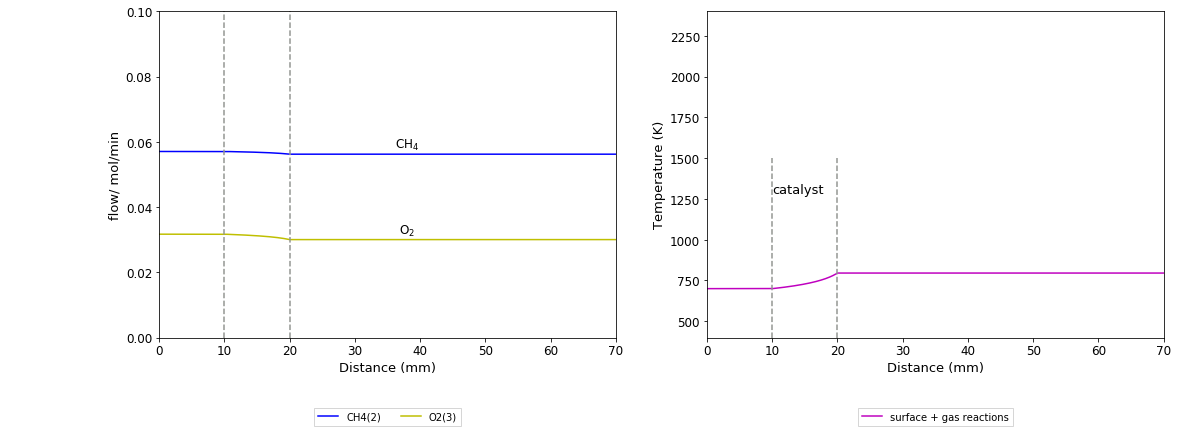 0.10
0.08
0.06
0.04
0.02
0.00
flow/ mol/min
CH4
O2
0 10 20 30 40 50 60 70
Distance (mm)
CH4(2) O2(3)
2250
2000
1750
1500
1250
1000
750
500
Temperature (K)
catalyst
0 10 20 30 40 50 60 70
Distance (mm)
surface + gas reactions